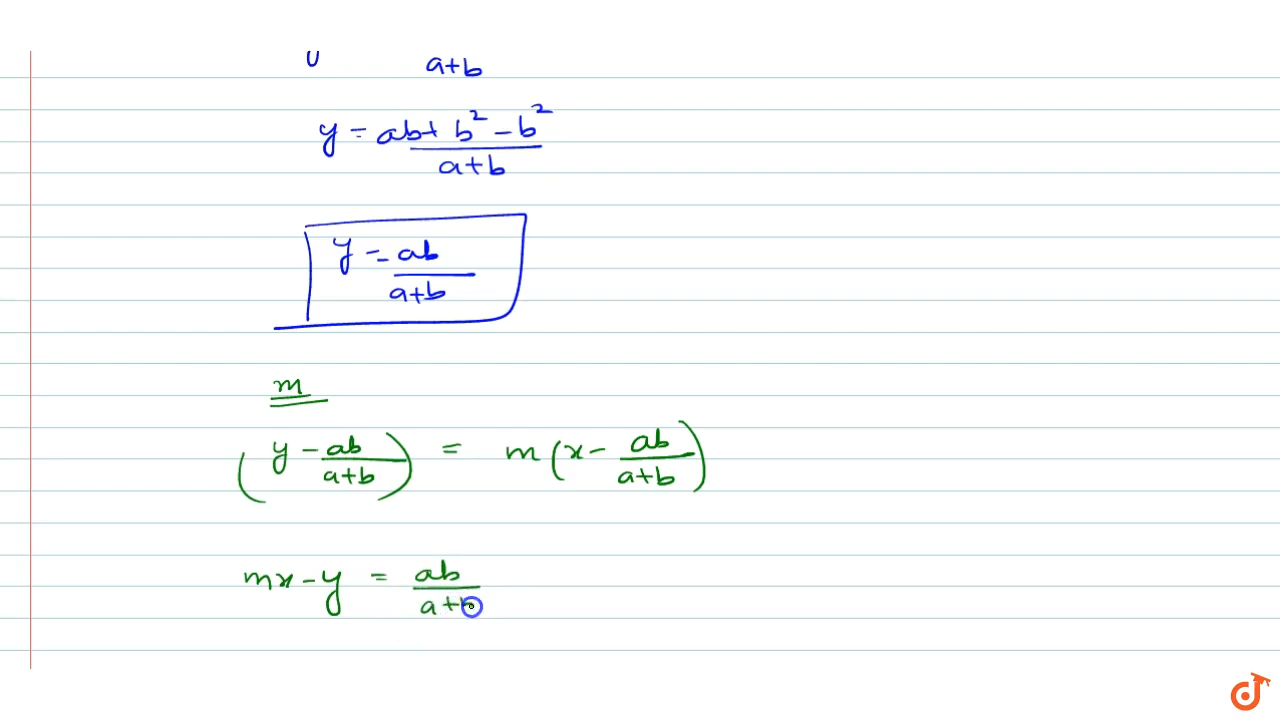 a+b
y = ab + b² - b²
a+b
y = ab
a+b
m
(y - ab/a+b) = m(x - ab/a+b)
mx - y = ab
a+b